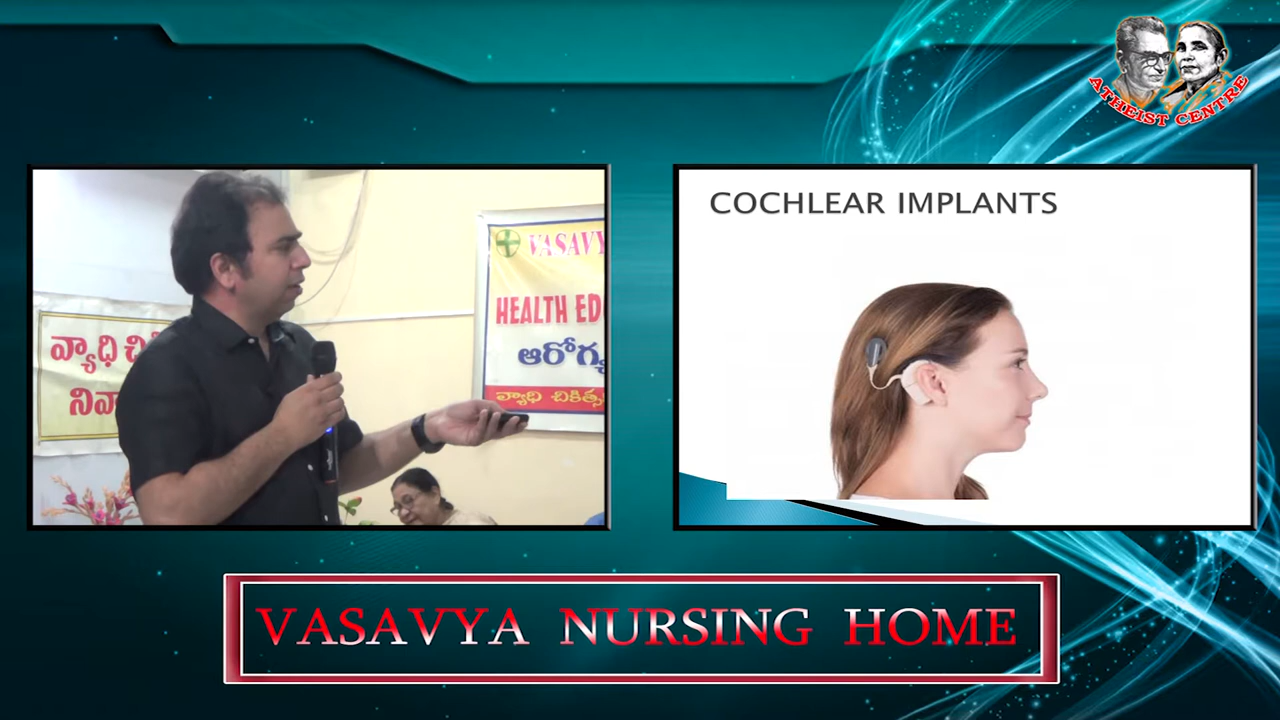 ATHEIST CENTRE
వ్యాధి చి
నివా
VASAVY
HEALTH ED
ఆరోగ్య
వ్యాధి చికిత్స
COCHLEAR IMPLANTS
VASAVYA NURSING HOME